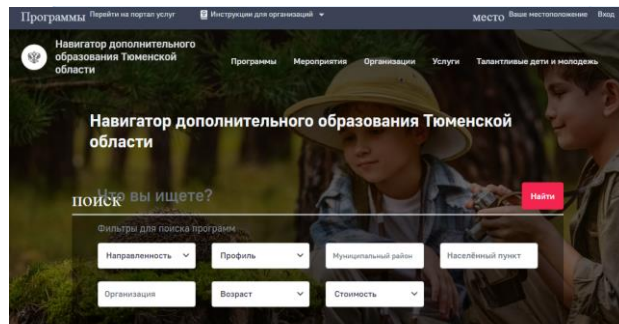 Программы Перейти на портал услуг Инструкции для организаций место Ваше местоположение Вход
Навигатор дополнительного
образования Тюменской
области
Программы Мероприятия Организации Услуги Талантливые дети и молодежь
Навигатор дополнительного образования Тюменской
области
Что вы ищете?
поиск
Найти
Фильтры для поиска программ
Направленность Профиль Муниципальный район Населённый пункт
Организация Возраст Стоимость